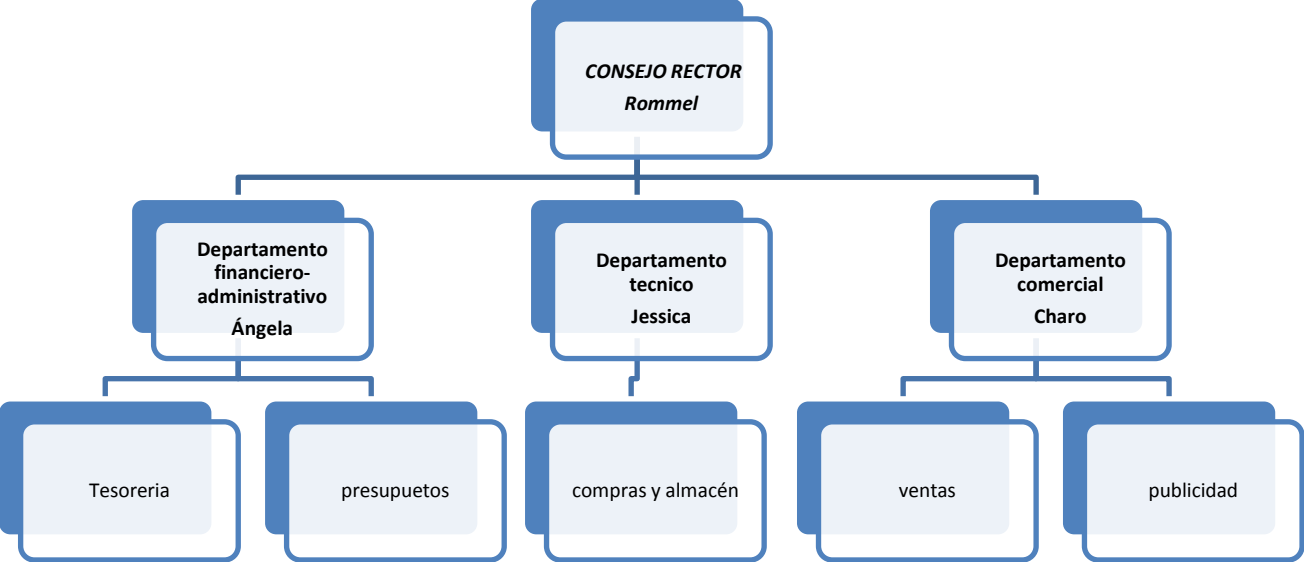 CONSEJO RECTOR
Rommel
Departamento
financiero-
administrativo
Ángela
Departamento
tecnico
Jessica
Departamento
comercial
Charo
Tesoreria
presupuetos
compras y almacén
ventas
publicidad